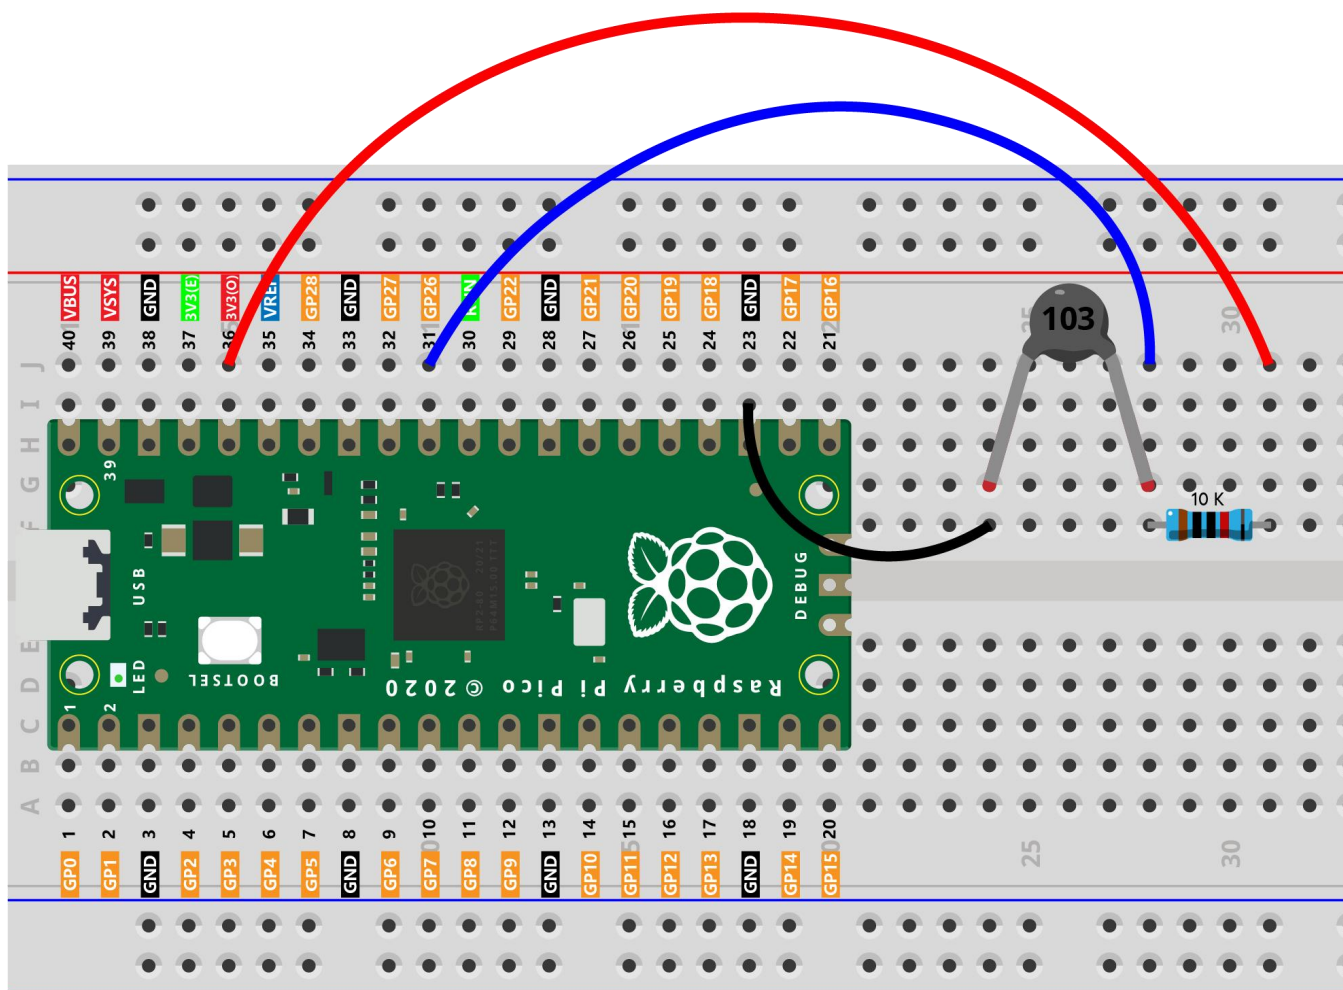 VBUS
VSYS
GND
3V3(E)
3V3(O)
VREF
GP28
GND
GP27
GP26
RUN
GP22
GND
GP21
GP20
GP19
GP18
GND
GP17
GP16
40 39 38 37 36 35 34 33 32 31 30 29 28 27 26 25 24 23 22 21
25
30
103
J
I
H
G
F
E
D
C
B
A
39
10 K
USB
DEBUG
LED
BOOTSEL
Raspberry Pi Pico © 2020
1
2
1 2 3 4 5 6 7 8 9 10 11 12 13 14 15 16 17 18 19 20
25
30
GP0
GP1
GND
GP2
GP3
GP4
GP5
GND
GP6
GP7
GP8
GP9
GND
GP10
GP11
GP12
GP13
GND
GP14
GP15